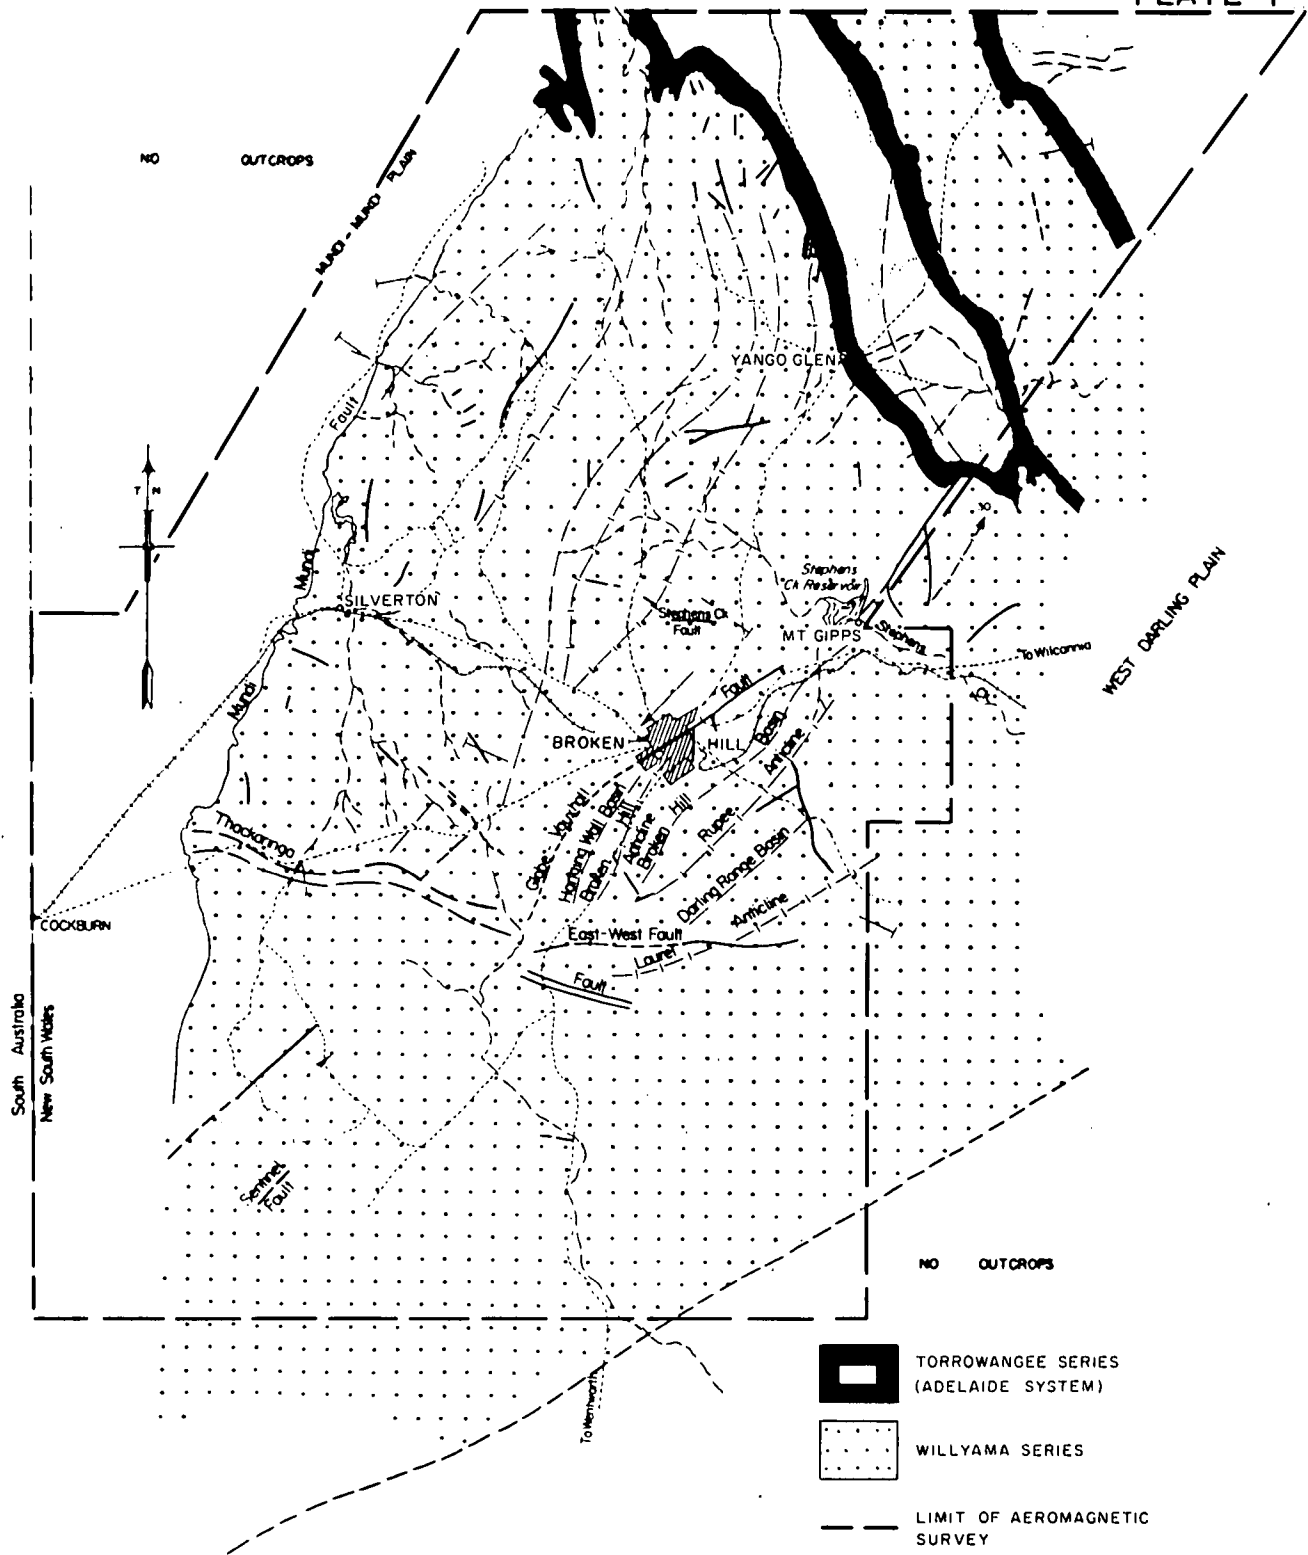 NO OUTCROPS
MUNDI - MUNDI PLAIN
YANGO GLEN
Fault
T N
Mundi
SILVERTON
Stephens
Ck Reservoir
Stephens Ck
Fault
MT GIPPS
Stephens
Ck
To Wilcannia
WEST DARLING PLAIN
30
Mundi
Fault
BROKEN HILL
Basin
Anticline
Globe Vauxhall
Hanging Wall Basin
Broken Hill
Anticline
Broken Hill
Rupee
Darling Range Basin
Thackaringa
COCKBURN
East-West Fault
Laurel Anticline
Fault
South Australia
New South Wales
Sentinel
Fault
NO OUTCROPS
To Wentworth
TORROWANGEE SERIES
(ADELAIDE SYSTEM)
WILLYAMA SERIES
LIMIT OF AEROMAGNETIC
SURVEY